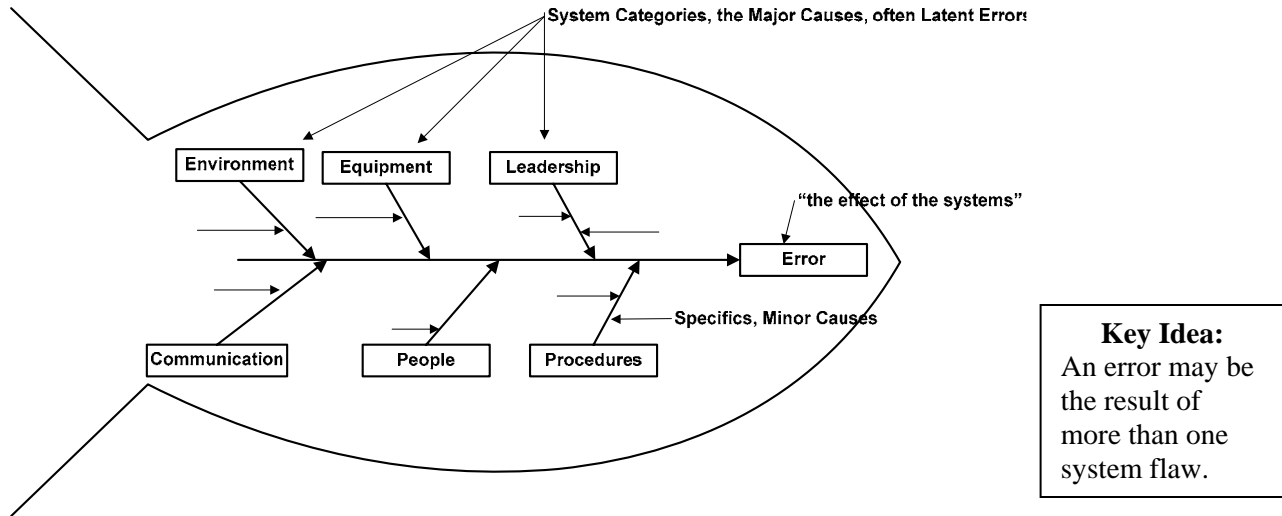 System Categories, the Major Causes, often Latent Errors
Environment
Equipment
Leadership
“the effect of the systems”
Error
Specifics, Minor Causes
Communication
People
Procedures
Key Idea:
An error may be
the result of
more than one
system flaw.